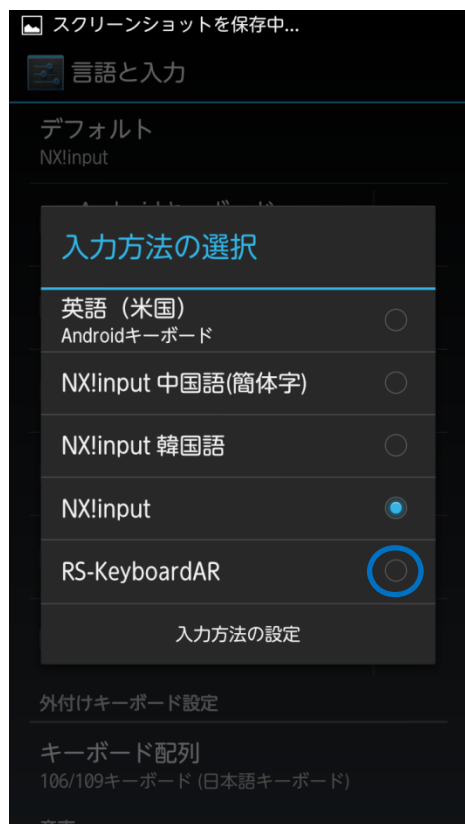 スクリーンショットを保存中...
言語と入力
デフォルト
NX!input
入力方法の選択
英語（米国）
Androidキーボード
NX!input 中国語(簡体字)
NX!input 韓国語
NX!input
RS-KeyboardAR
入力方法の設定
外付けキーボード設定
キーボード配列
106/109キーボード (日本語キーボード)